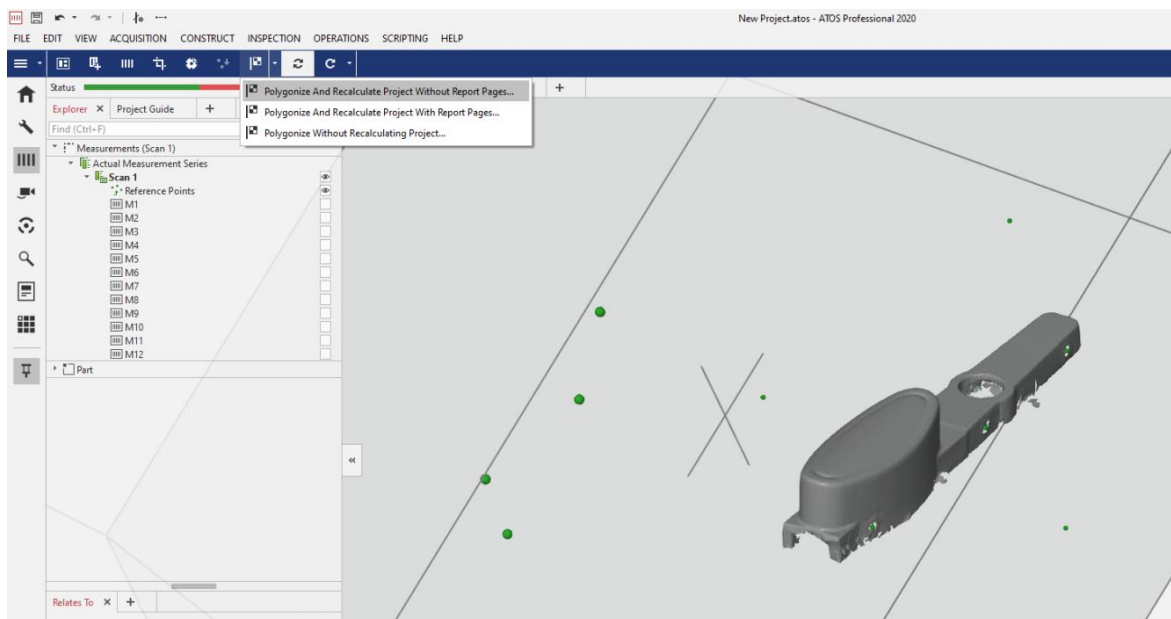 New Project.atos - ATOS Professional 2020
FILE EDIT VIEW ACQUISITION CONSTRUCT INSPECTION OPERATIONS SCRIPTING HELP
Status
Polygonize And Recalculate Project Without Report Pages...
Explorer Project Guide
Polygonize And Recalculate Project With Report Pages...
Find (Ctrl+F)
Polygonize Without Recalculating Project...
Measurements (Scan 1)
Actual Measurement Series
Scan 1
Reference Points
M1
M2
M3
M4
M5
M6
M7
M8
M9
M10
M11
M12
Part
Relates To